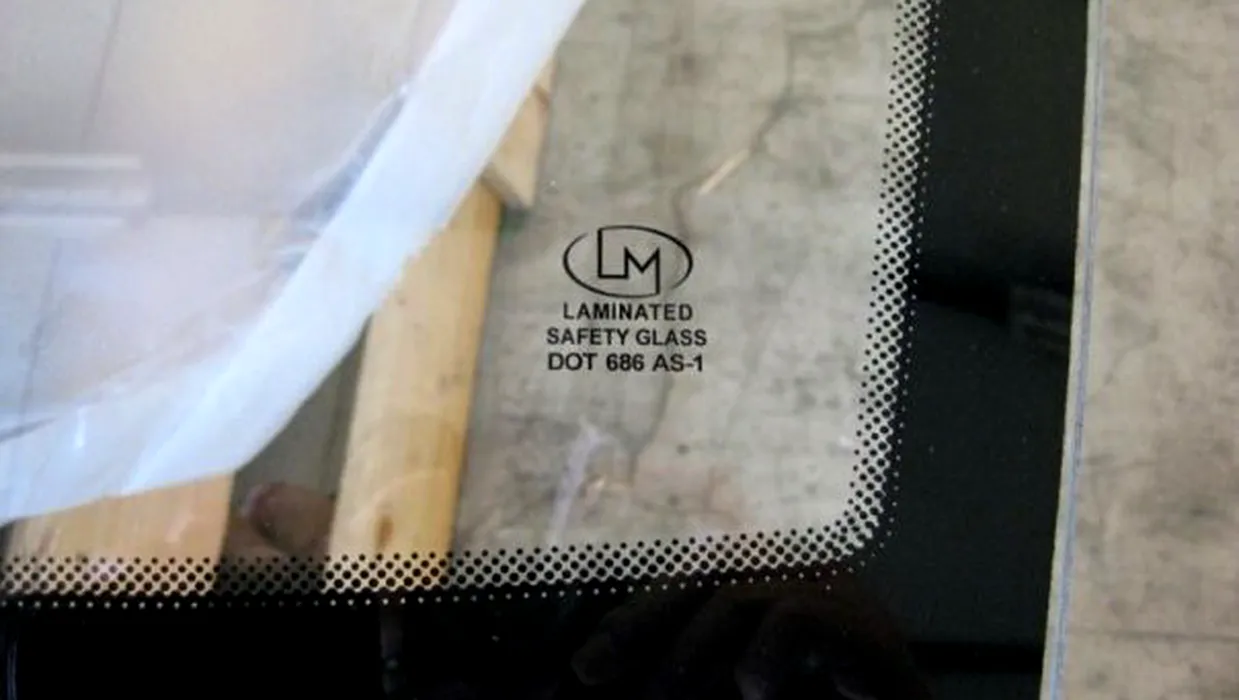 LM
LAMINATED
SAFETY GLASS
DOT 686 AS-1